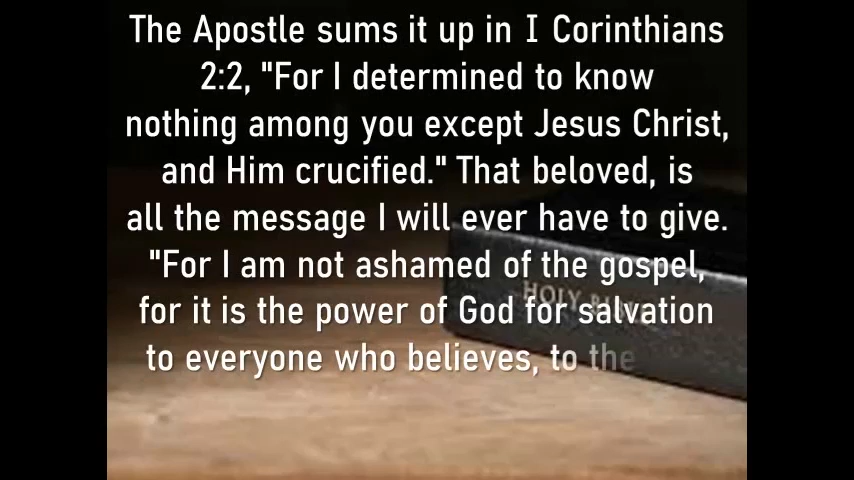 The Apostle sums it up in I Corinthians
2:2, "For I determined to know
nothing among you except Jesus Christ,
and Him crucified." That beloved, is
all the message I will ever have to give.
"For I am not ashamed of the gospel,
for it is the power of God for salvation
to everyone who believes, to the
HOLY BIBLE